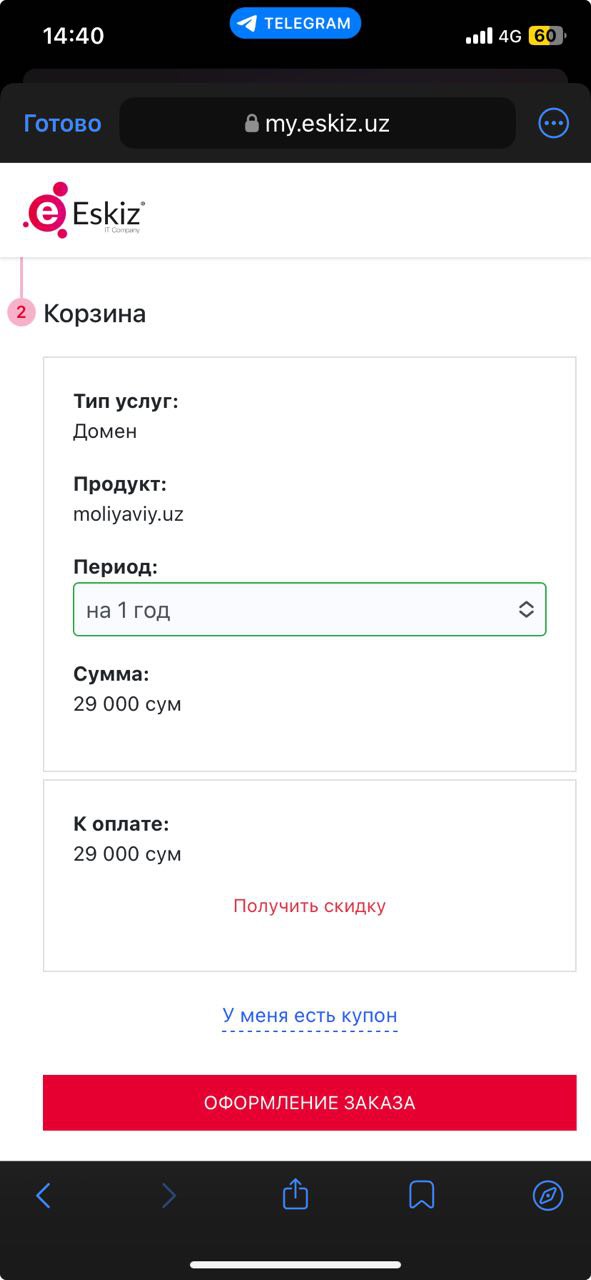 14:40
TELEGRAM
4G
60
Готово
my.eskiz.uz
e Eskiz®
IT Company
2
Корзина
Тип услуг:
Домен
Продукт:
moliyaviy.uz
Период:
на 1 год
Сумма:
29 000 сум
К оплате:
29 000 сум
Получить скидку
У меня есть купон
ОФОРМЛЕНИЕ ЗАКАЗА